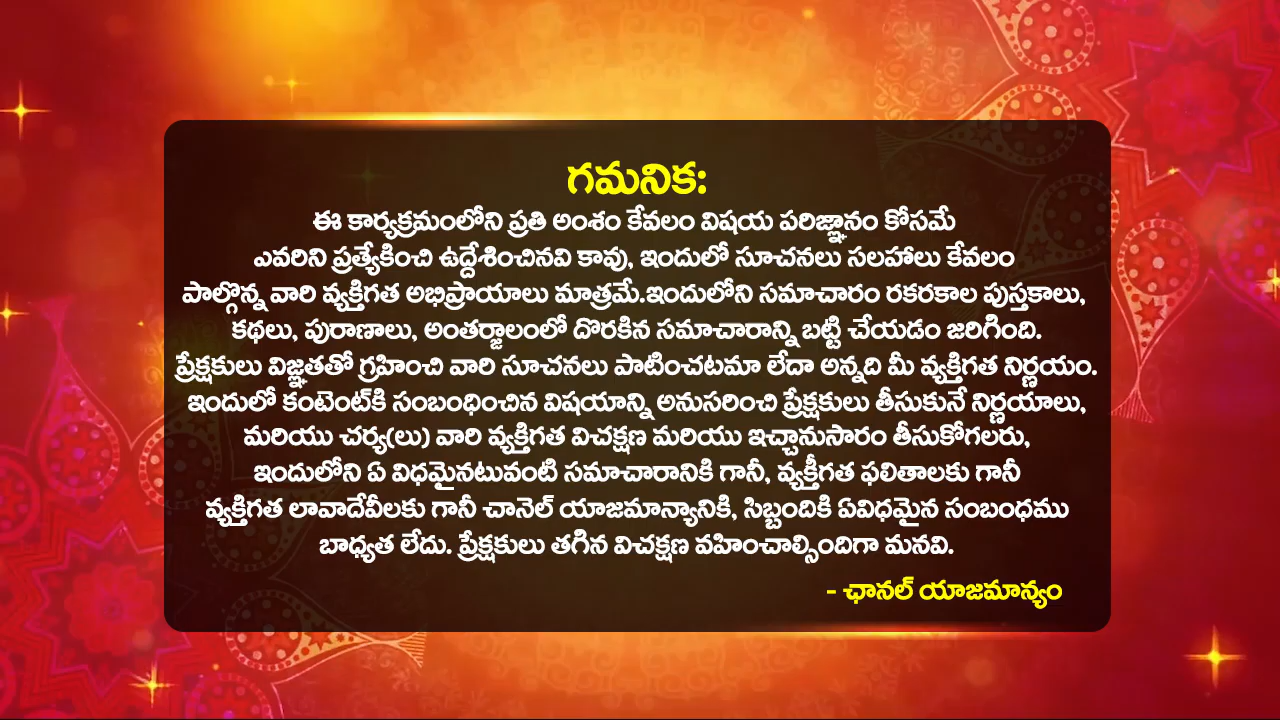 గమనిక:
ఈ కార్యక్రమంలోని ప్రతి అంశం కేవలం విషయ పరిజ్ఞానం కోసమే
ఎవరిని ప్రత్యేకించి ఉద్దేశించినవి కావు, ఇందులో సూచనలు సలహాలు కేవలం
పాల్గొన్న వారి వ్యక్తిగత అభిప్రాయాలు మాత్రమే.ఇందులోని సమాచారం రకరకాల పుస్తకాలు,
కథలు, పురాణాలు, అంతర్జాలంలో దొరకిన సమాచారాన్ని బట్టి చేయడం జరిగింది.
ప్రేక్షకులు విజ్ఞతతో గ్రహించి వారి సూచనలు పాటించటమా లేదా అన్నది మీ వ్యక్తిగత నిర్ణయం.
ఇందులో కంటెంట్‌కి సంబంధించిన విషయాన్ని అనుసరించి ప్రేక్షకులు తీసుకునే నిర్ణయాలు,
మరియు చర్య(లు) వారి వ్యక్తిగత విచక్షణ మరియు ఇచ్చానుసారం తీసుకోగలరు,
ఇందులోని ఏ విధమైనటువంటి సమాచారానికి గానీ, వ్యక్తీగత ఫలితాలకు గానీ
వ్యక్తిగత లావాదేవీలకు గానీ చానెల్ యాజమాన్యానికి, సిబ్బందికి ఏవిధమైన సంబంధము
బాధ్యత లేదు. ప్రేక్షకులు తగిన విచక్షణ వహించాల్సిందిగా మనవి.
- ఛానల్ యాజమాన్యం